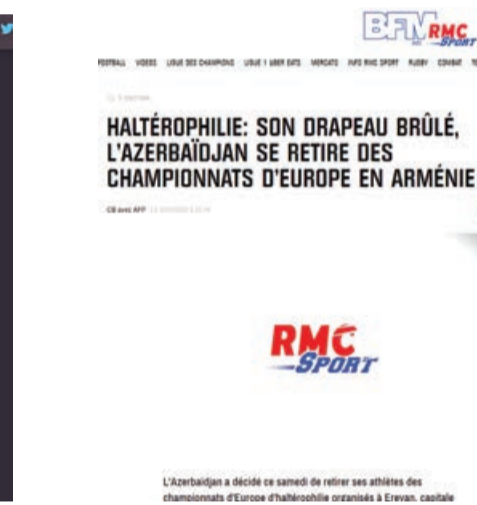 BFM RMC
SPORT
FOOTBALL VIDEOS LIGUE DES CHAMPIONS LIGUE 1 UBER EATS MERCATO INFO RMC SPORT RUGBY COMBAT
HALTÉROPHILIE: SON DRAPEAU BRÛLÉ,
L'AZERBAÏDJAN SE RETIRE DES
CHAMPIONNATS D'EUROPE EN ARMÉNIE
CB avec AFP
RMC
SPORT
L'Azerbaïdjan a décidé ce samedi de retirer ses athlètes des
championnats d'Europe d'haltérophilie organisés à Erevan, capitale